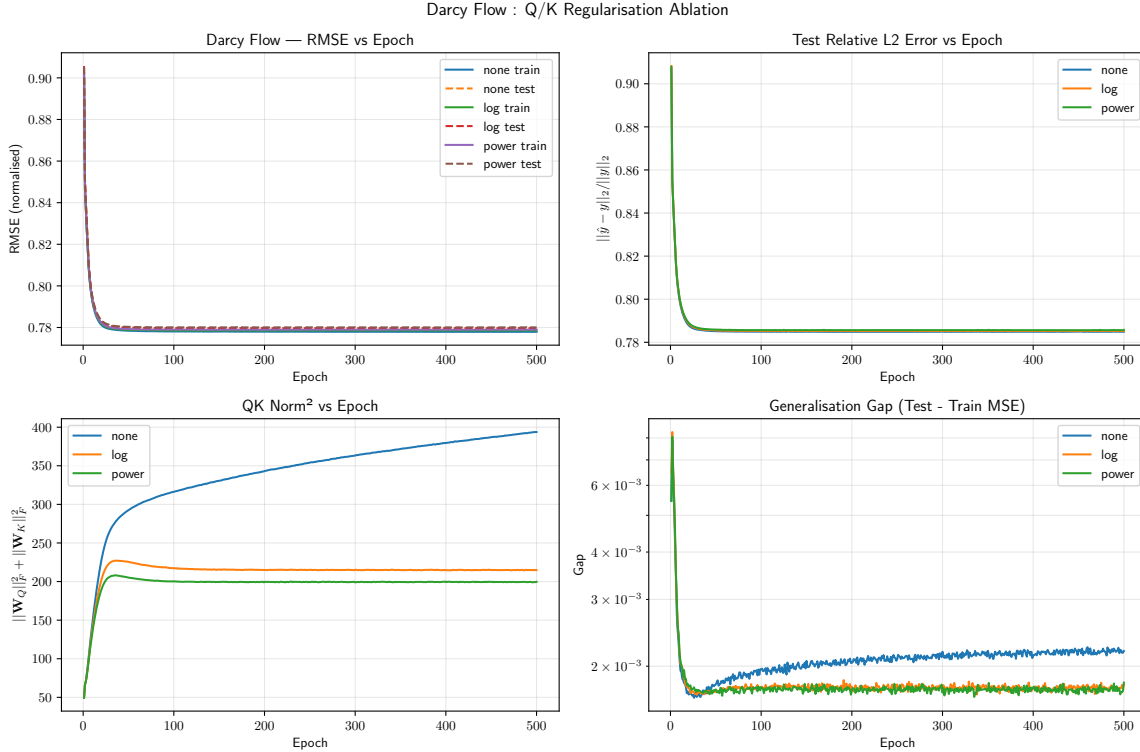 Darcy Flow : Q/K Regularisation Ablation
Darcy Flow — RMSE vs Epoch
RMSE (normalised)
0.90
0.88
0.86
0.84
0.82
0.80
0.78
none train
none test
log train
log test
power train
power test
0 100 200 300 400 500
Epoch
Test Relative L2 Error vs Epoch
||ŷ − y||₂/||y||₂
0.90
0.88
0.86
0.84
0.82
0.80
0.78
none
log
power
0 100 200 300 400 500
Epoch
QK Norm² vs Epoch
||W_Q||²_F + ||W_K||²_F
400
350
300
250
200
150
100
50
none
log
power
0 100 200 300 400 500
Epoch
Generalisation Gap (Test - Train MSE)
Gap
6 × 10⁻³
4 × 10⁻³
3 × 10⁻³
2 × 10⁻³
none
log
power
0 100 200 300 400 500
Epoch